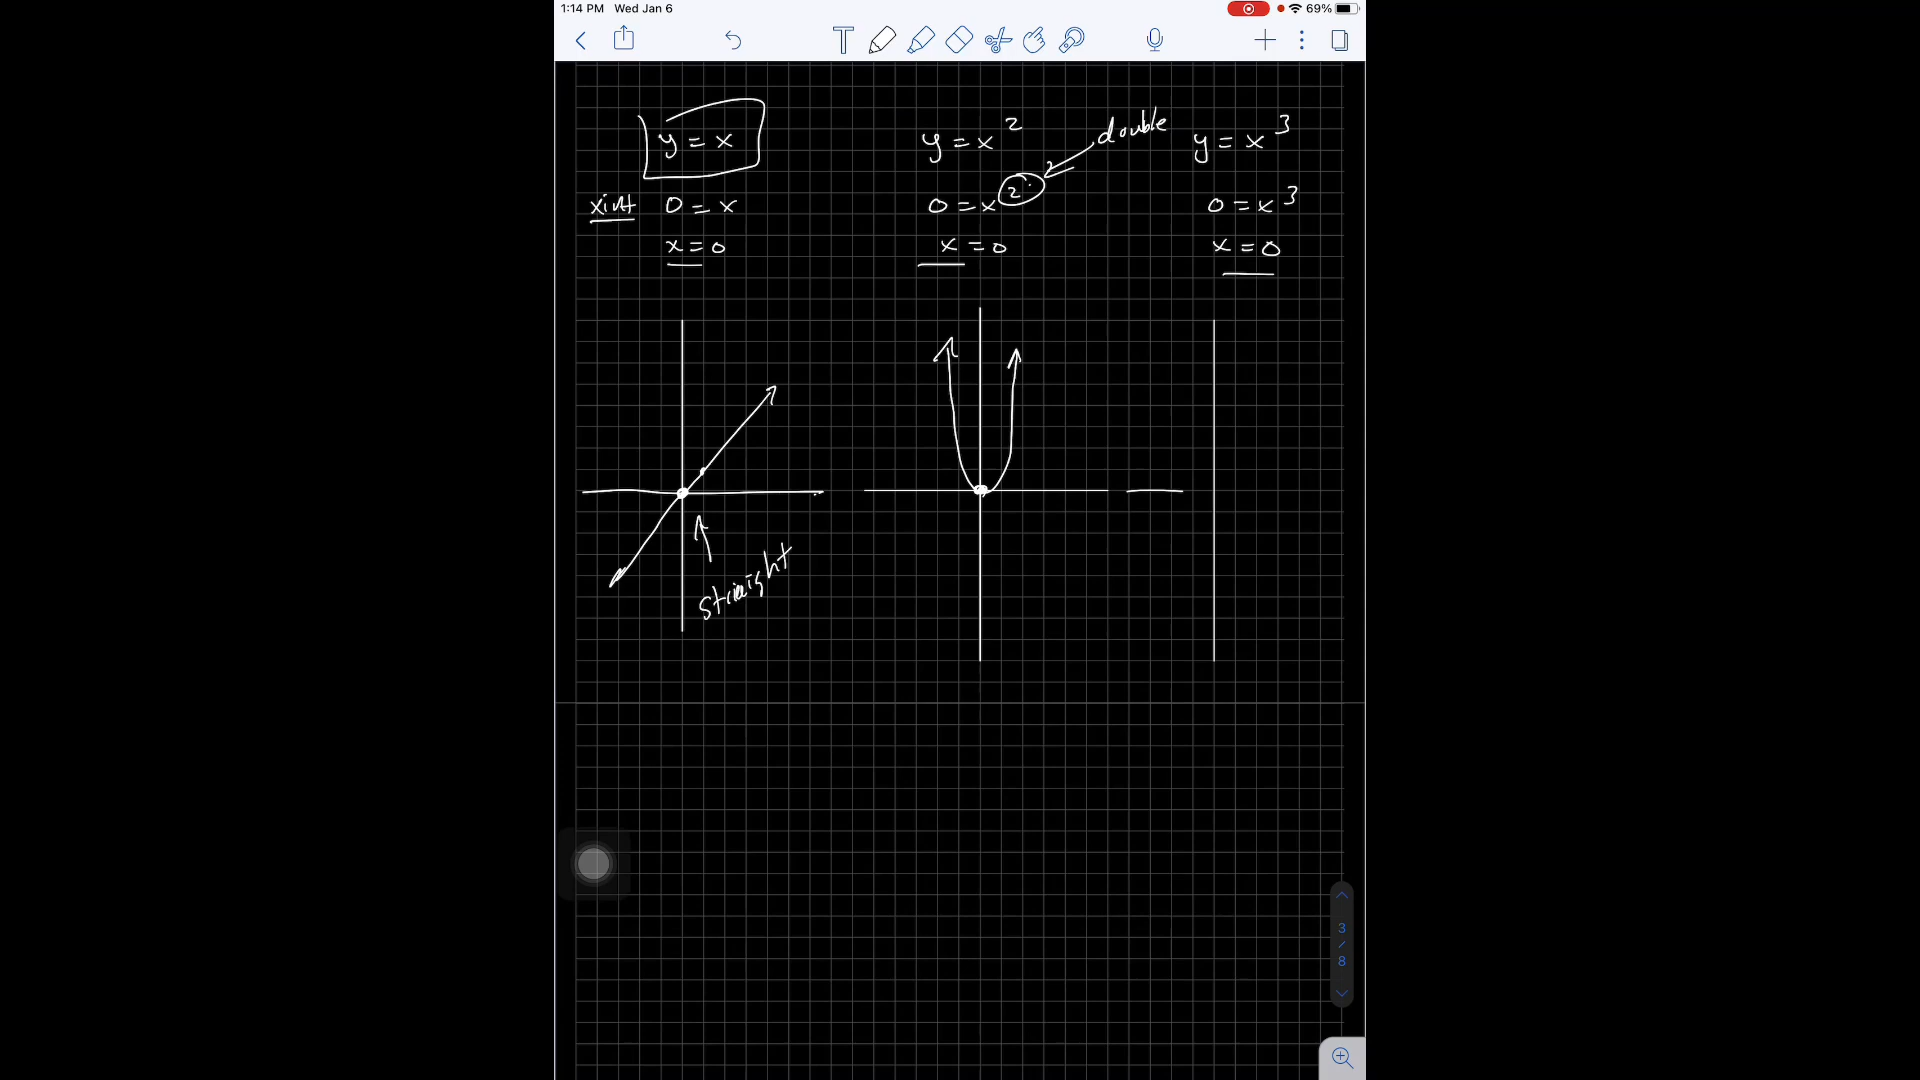 1:14 PM Wed Jan 6 69%
T
y = x
y = x²
double
y = x³
xint 0 = x
0 = x²
2
0 = x³
x = 0
x = 0
x = 0
straight
3
/
8